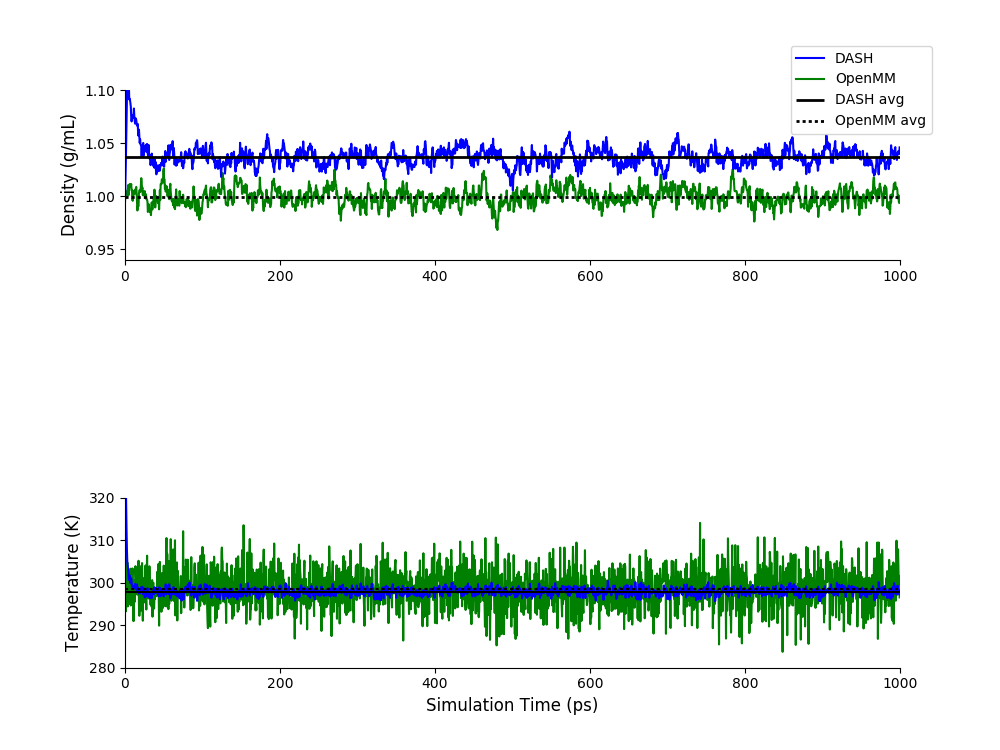 DASH
OpenMM
DASH avg
OpenMM avg
Density (g/mL)
1.10
1.05
1.00
0.95
0 200 400 600 800 1000
Temperature (K)
320
310
300
290
280
0 200 400 600 800 1000
Simulation Time (ps)